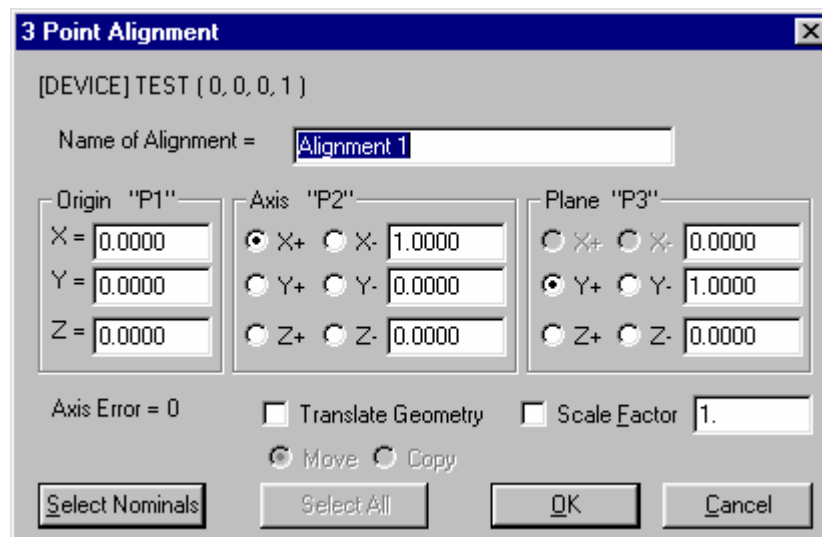 3 Point Alignment
[DEVICE] TEST ( 0, 0, 0, 1 )
Name of Alignment = Alignment 1
Origin "P1" Axis "P2" Plane "P3"
X = 0.0000 X+ X- 1.0000 X+ X- 0.0000
Y = 0.0000 Y+ Y- 0.0000 Y+ Y- 1.0000
Z = 0.0000 Z+ Z- 0.0000 Z+ Z- 0.0000
Axis Error = 0 Translate Geometry Scale Factor 1.
Move Copy
Select Nominals Select All OK Cancel